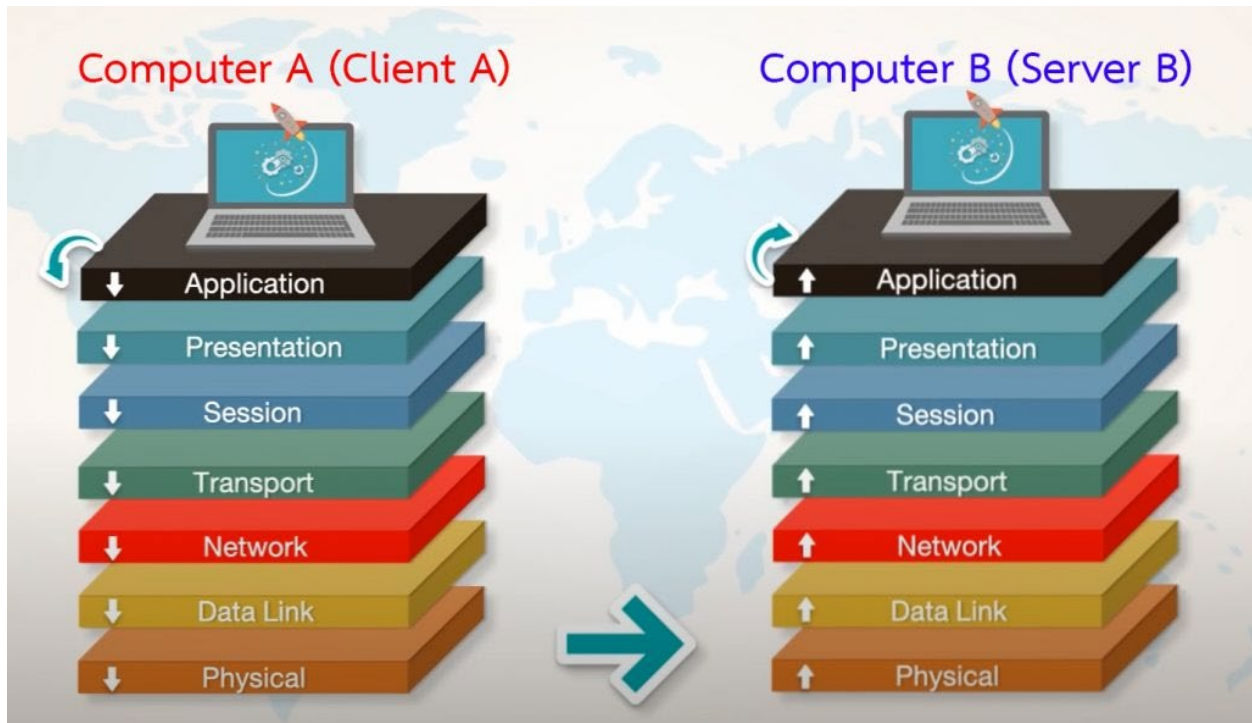 Computer A (Client A)
Application
Presentation
Session
Transport
Network
Data Link
Physical
Computer B (Server B)
Application
Presentation
Session
Transport
Network
Data Link
Physical